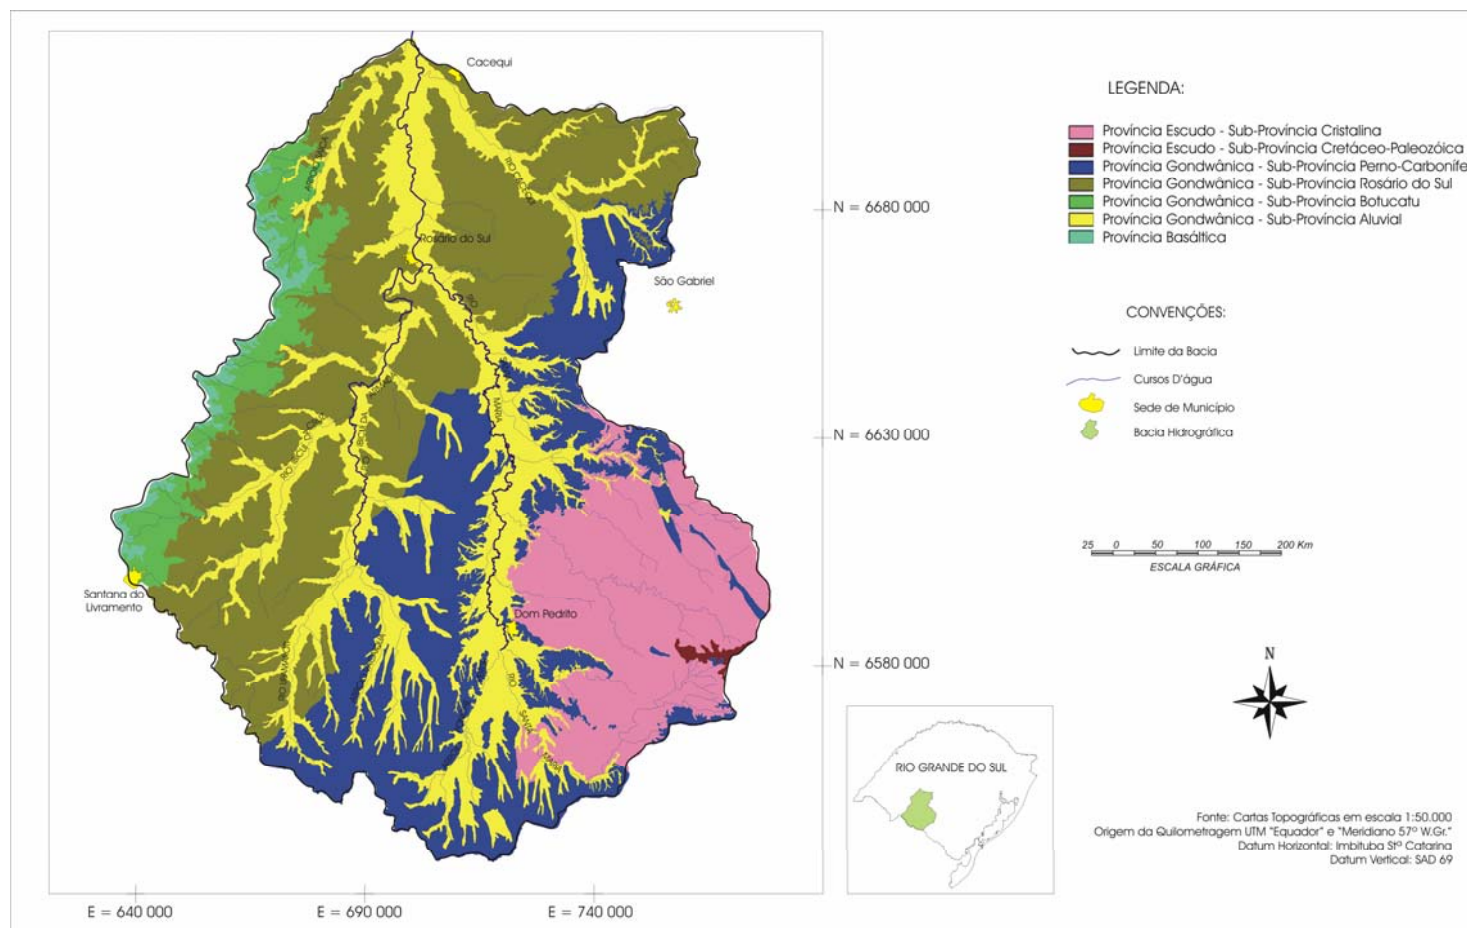 Cacequi
Rosário do Sul
São Gabriel
Santana do
Livramento
Dom Pedrito
RIO
MARIA
RIO
SANTA
MARIA
N = 6680 000
N = 6630 000
N = 6580 000
E = 640 000
E = 690 000
E = 740 000
LEGENDA:
Província Escudo - Sub-Província Cristalina
Província Escudo - Sub-Província Cretáceo-Paleozóica
Província Gondwânica - Sub-Província Perno-Carbonífe
Província Gondwânica - Sub-Província Rosário do Sul
Província Gondwânica - Sub-Província Botucatu
Província Gondwânica - Sub-Província Aluvial
Província Basáltica
CONVENÇÕES:
Limite da Bacia
Cursos D'água
Sede de Município
Bacia Hidrográfica
25 0 50 100 150 200 Km
ESCALA GRÁFICA
N
RIO GRANDE DO SUL
Fonte: Cartas Topográficas em escala 1:50.000
Origem da Quilometragem UTM "Equador" e "Meridiano 57º W.Gr."
Datum Horizontal: Imbituba Stª Catarina
Datum Vertical: SAD 69